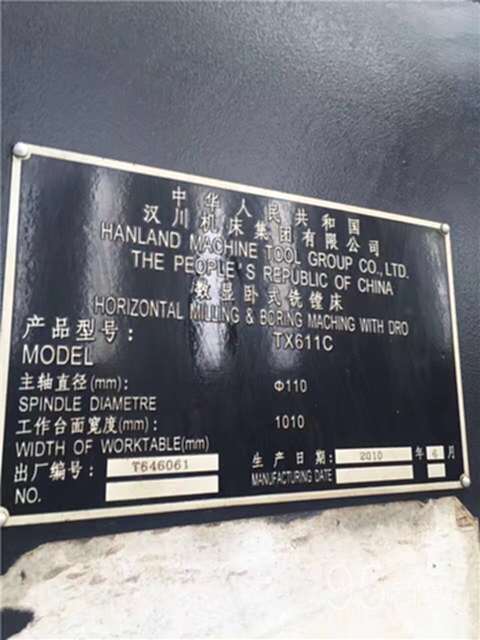 中华人民共和国
汉川机床集团有限公司
HANLAND MACHINE TOOL GROUP CO., LTD.
THE PEOPLE'S REPUBLIC OF CHINA
数显卧式铣镗床
HORIZONTAL MILLING & BORING MACHING WITH DRO
产品型号: TX611C
MODEL
主轴直径(mm): Φ110
SPINDLE DIAMETRE
工作台面宽度(mm): 1010
WIDTH OF WORKTABLE(mm)
出厂编号: T646061 生产日期: 2010 年 4 月
NO. MANUFACTURING DATE